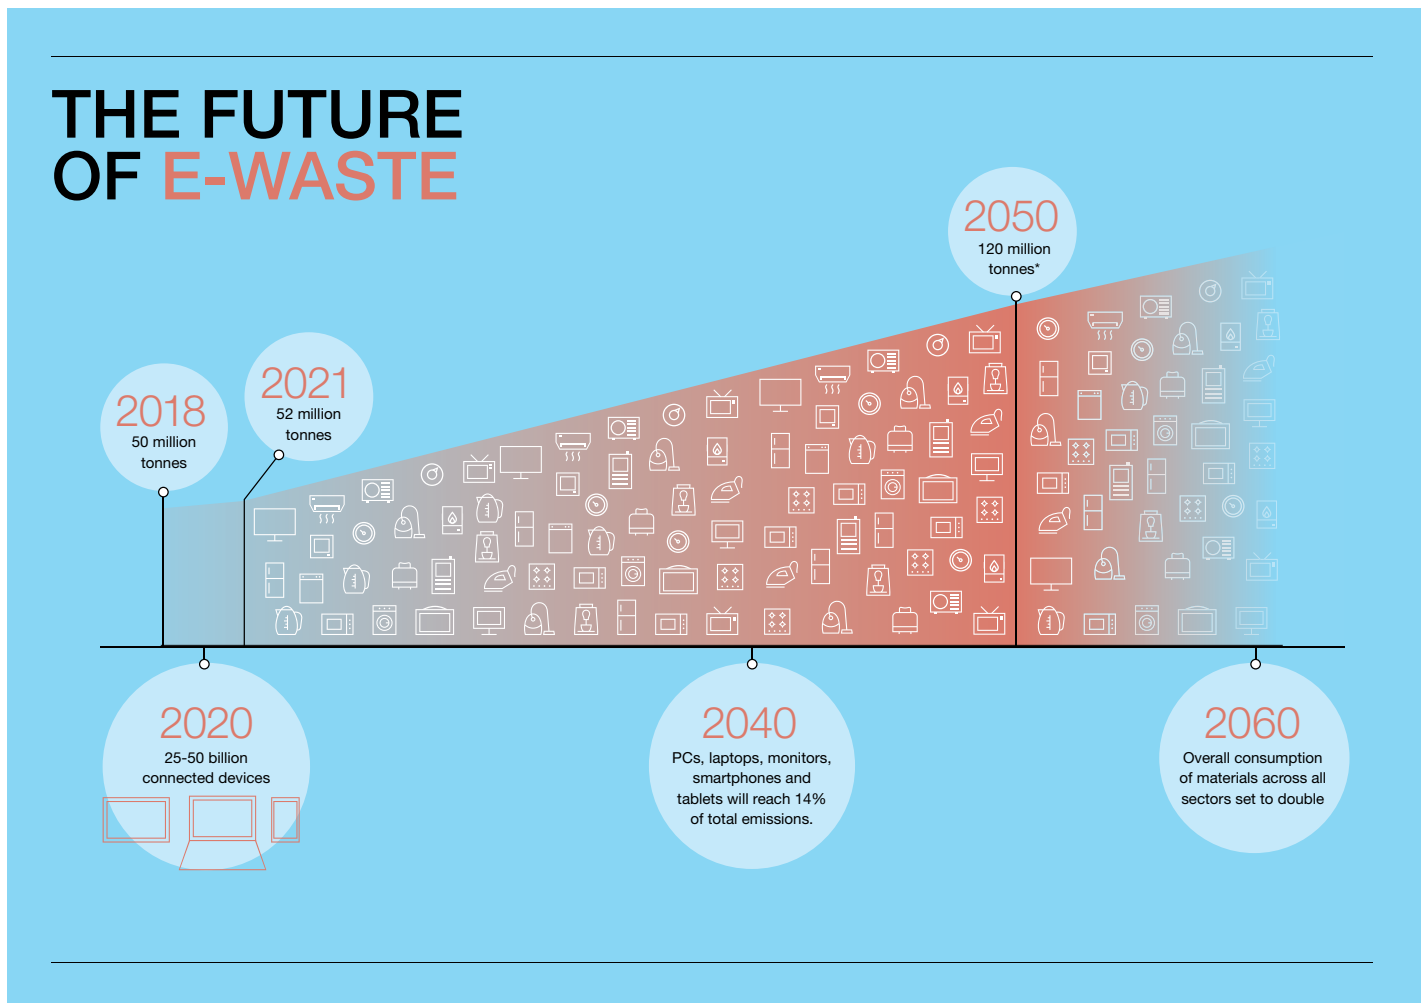 THE FUTURE
OF E-WASTE
2018
50 million
tonnes
2021
52 million
tonnes
2050
120 million
tonnes*
2020
25-50 billion
connected devices
2040
PCs, laptops, monitors,
smartphones and
tablets will reach 14%
of total emissions.
2060
Overall consumption
of materials across all
sectors set to double